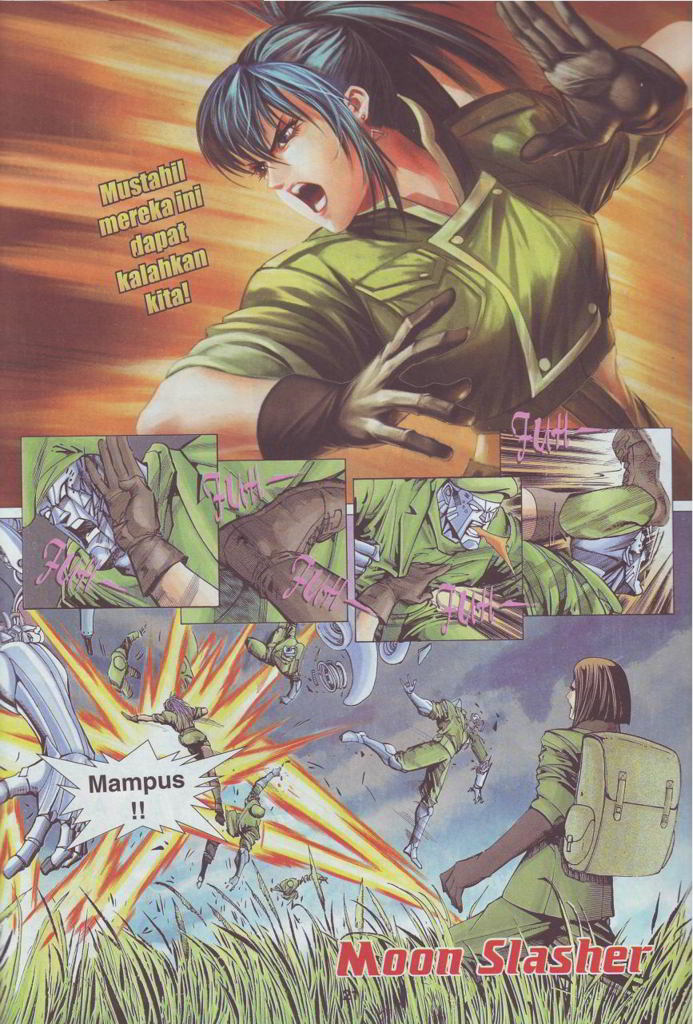 Mustahil
mereka ini
dapat
kalahkan
kita!
FUH
FUH
FUH
FUH
FUH
Mampus
!!
Moon Slasher